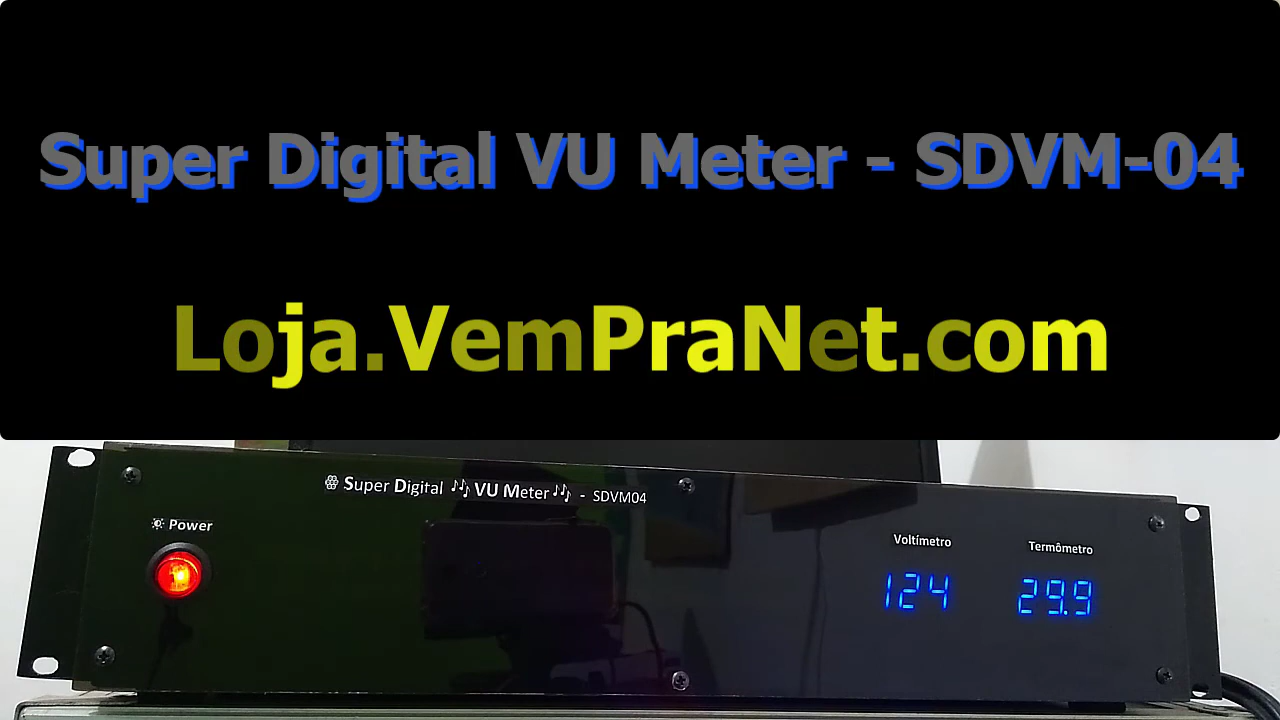 Super Digital VU Meter - SDVM-04
Loja.VemPraNet.com
Super Digital VU Meter - SDVM04
Power
Voltímetro
Termômetro
124
29.9